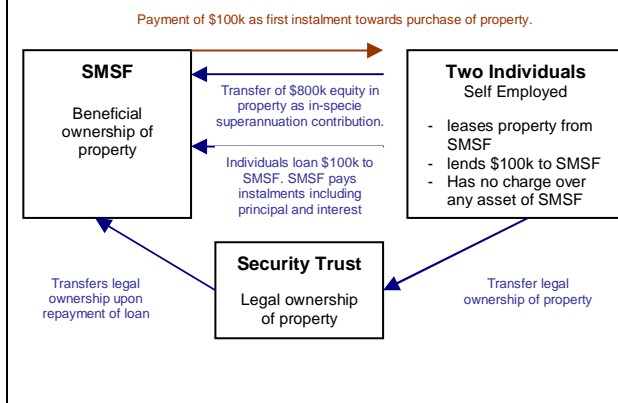 Payment of $100k as first instalment towards purchase of property.
SMSF
Beneficial
ownership of
property
Transfer of $800k equity in
property as in-specie
superannuation contribution.
Individuals loan $100k to
SMSF. SMSF pays
instalments including
principal and interest
Two Individuals
Self Employed
- leases property from
SMSF
- lends $100k to SMSF
- Has no charge over
any asset of SMSF
Security Trust
Legal ownership
of property
Transfers legal
ownership upon
repayment of loan
Transfer legal
ownership of property